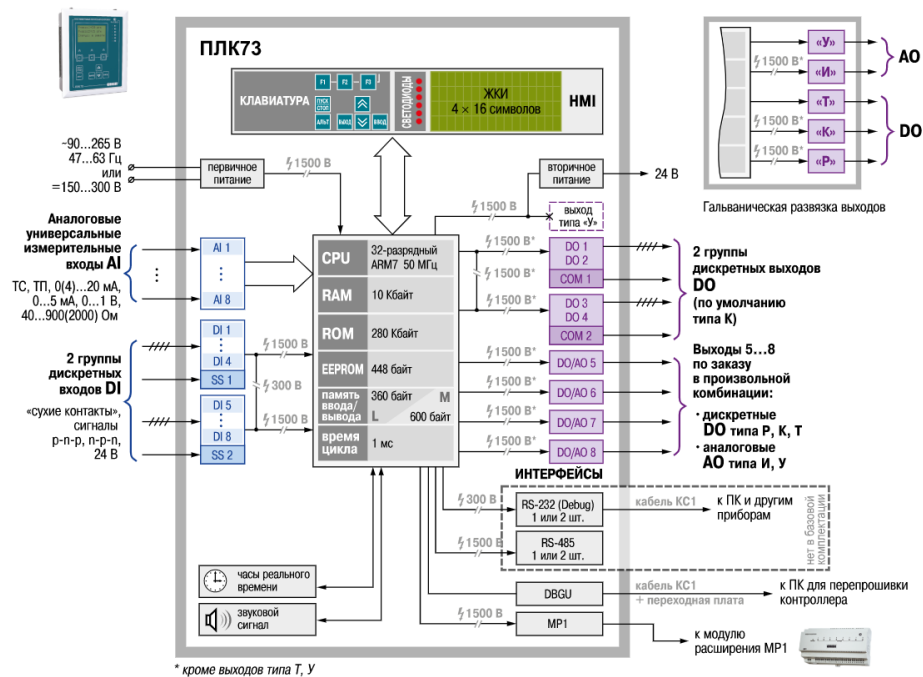 ПЛК73
КЛАВИАТУРА
F1
F2
F3
ПУСК
СТОП
АЛЬТ
ВЫХД
ВВОД
СВЕТОДИОДЫ
ЖКИ
4 × 16 символов
HMI
«У»
1500 В*
«И»
«Т»
1500 В*
«К»
1500 В*
«Р»
AO
DO
Гальваническая развязка выходов
~90...265 В
47...63 Гц
или
=150...300 В
первичное
питание
1500 В
1500 В
вторичное
питание
24 В
выход
типа «У»
Аналоговые
универсальные
измерительные
входы AI
ТС, ТП, 0(4)...20 мА,
0...5 мА, 0...1 В,
40...900(2000) Ом
AI 1
AI 8
2 группы
дискретных
входов DI
«сухие контакты»,
сигналы
p-n-p, n-p-n,
24 В
DI 1
DI 4
SS 1
DI 5
DI 8
SS 2
1500 В
300 В
1500 В
CPU
32-разрядный
ARM7 50 МГц
RAM
10 Кбайт
ROM
280 Кбайт
EEPROM
448 байт
память
ввода/
вывода
360 байт
M
L
600 байт
время
цикла
1 мс
1500 В*
1500 В*
1500 В*
DO 1
DO 2
COM 1
DO 3
DO 4
COM 2
2 группы
дискретных выходов
DO
(по умолчанию
типа К)
1500 В*
DO/AO 5
1500 В*
DO/AO 6
1500 В*
DO/AO 7
1500 В*
DO/AO 8
Выходы 5...8
по заказу
в произвольной
комбинации:
· дискретные
DO типа Р, К, Т
· аналоговые
AO типа И, У
ИНТЕРФЕЙСЫ
300 В
RS-232 (Debug)
1 или 2 шт.
кабель КС1
к ПК и другим
приборам
1500 В
RS-485
1 или 2 шт.
нет в базовой
комплектации
DBGU
кабель КС1
+ переходная плата
к ПК для перепрошивки
контроллера
1500 В
МР1
к модулю
расширения МР1
часы реального
времени
звуковой
сигнал
* кроме выходов типа Т, У